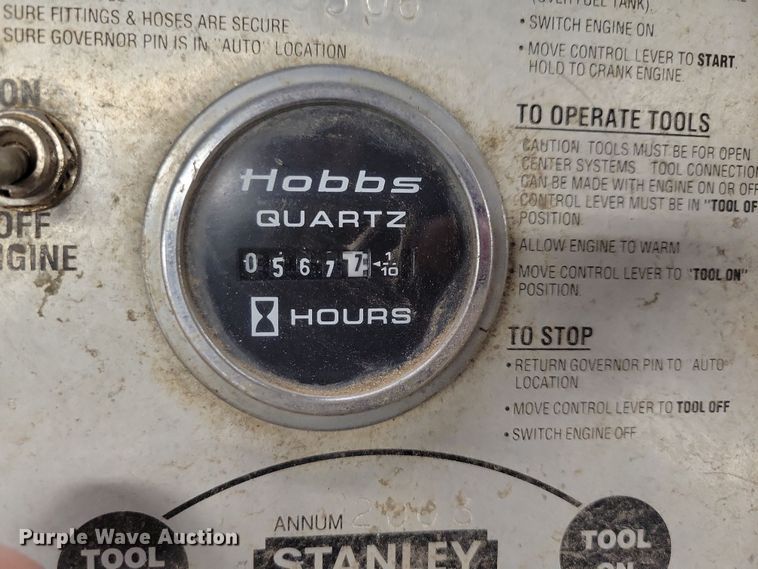 SURE FITTINGS & HOSES ARE SECURE
SURE GOVERNOR PIN IS IN "AUTO" LOCATION
ON
OFF
Hobbs
QUARTZ
0 5 6 7 7 1/10
HOURS
• SWITCH ENGINE ON
• MOVE CONTROL LEVER TO START.
HOLD TO CRANK ENGINE.
TO OPERATE TOOLS
CAUTION TOOLS MUST BE FOR OPEN
CENTER SYSTEMS TOOL
CAN BE MADE WITH ENGINE ON OR
CONTROL LEVER MUST BE IN "TOOL
POSITION.
• ALLOW ENGINE TO WARM
MOVE CONTROL LEVER TO "TOOL ON"
POSITION.
TO STOP
• RETURN GOVERNOR PIN TO AUTO
LOCATION
• MOVE CONTROL LEVER TO TOOL OFF
• SWITCH ENGINE OFF
ANNUM 2003
STANLEY
TOOL
TOOL
ON
Purple Wave Auction